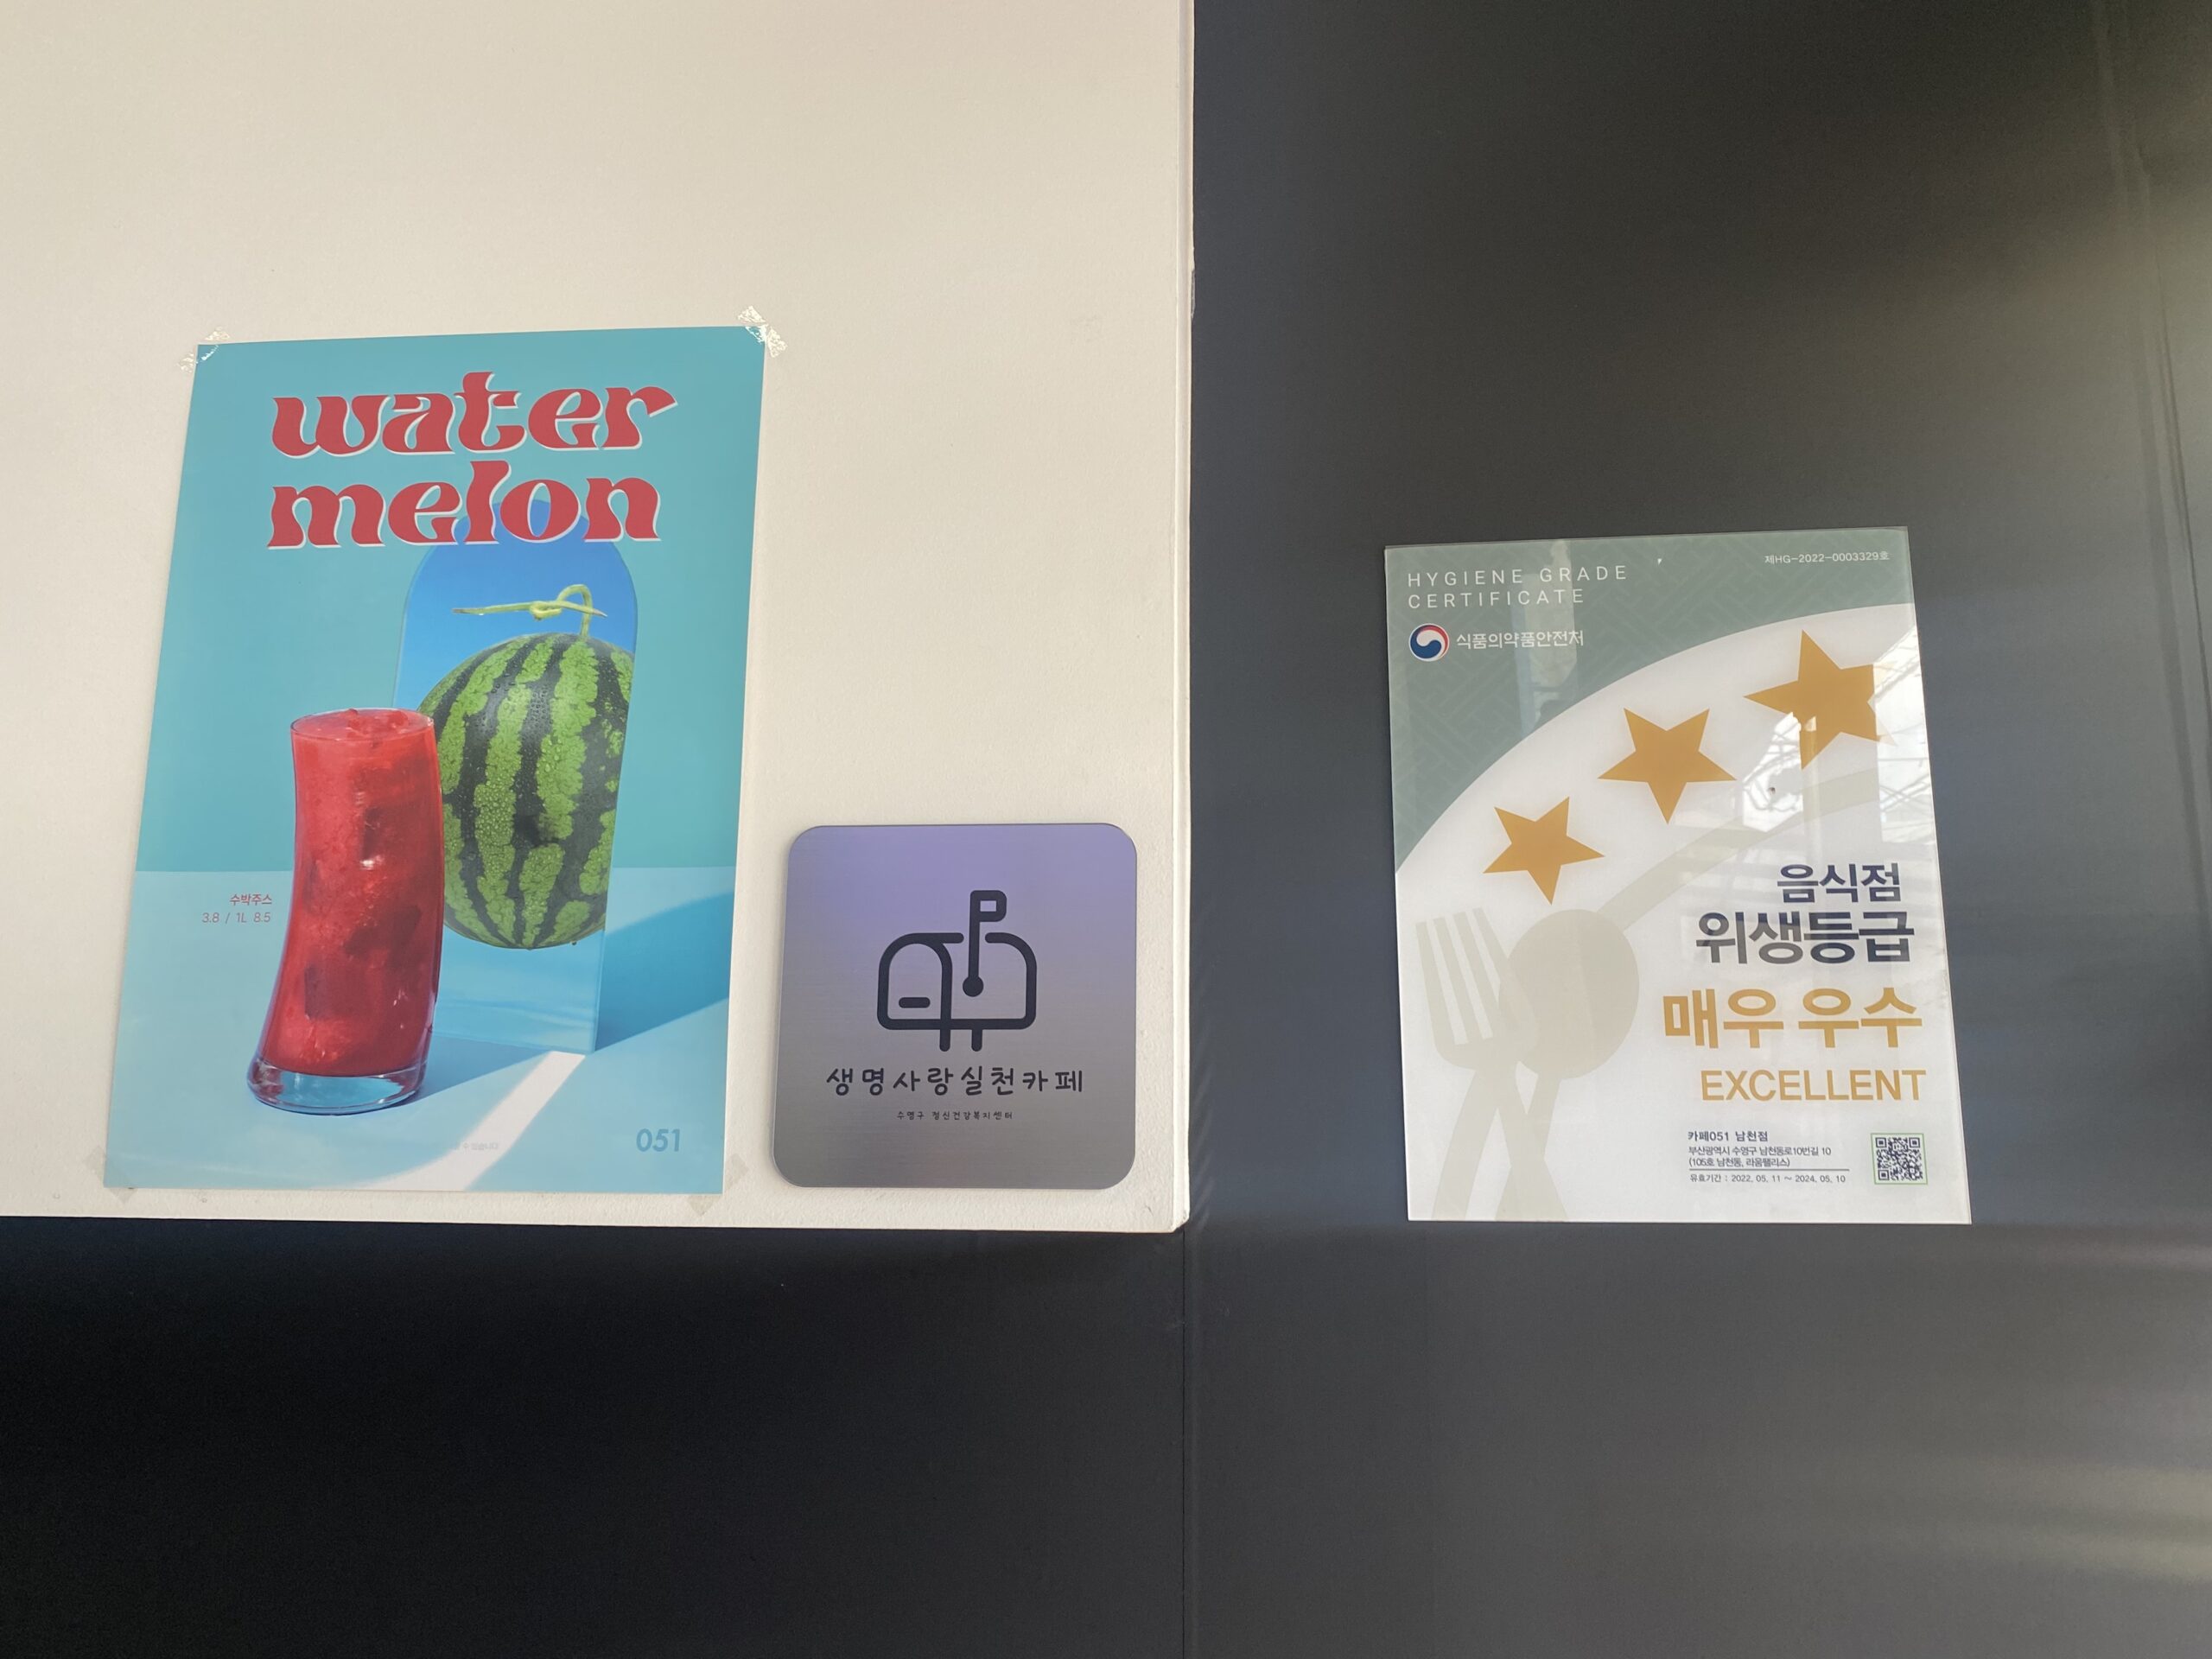 water
melon
수박주스
3.8 / 1L 8.5
051
생명사랑실천카페
수영구 정신건강복지센터
제HG-2022-0003329호
HYGIENE GRADE
CERTIFICATE
식품의약품안전처
음식점
위생등급
매우 우수
EXCELLENT
카페051 남천점
부산광역시 수영구 남천동로10번길 10
(105호 남천동, 라움팰리스)
유효기간 : 2022. 05. 11 ~ 2024. 05. 10